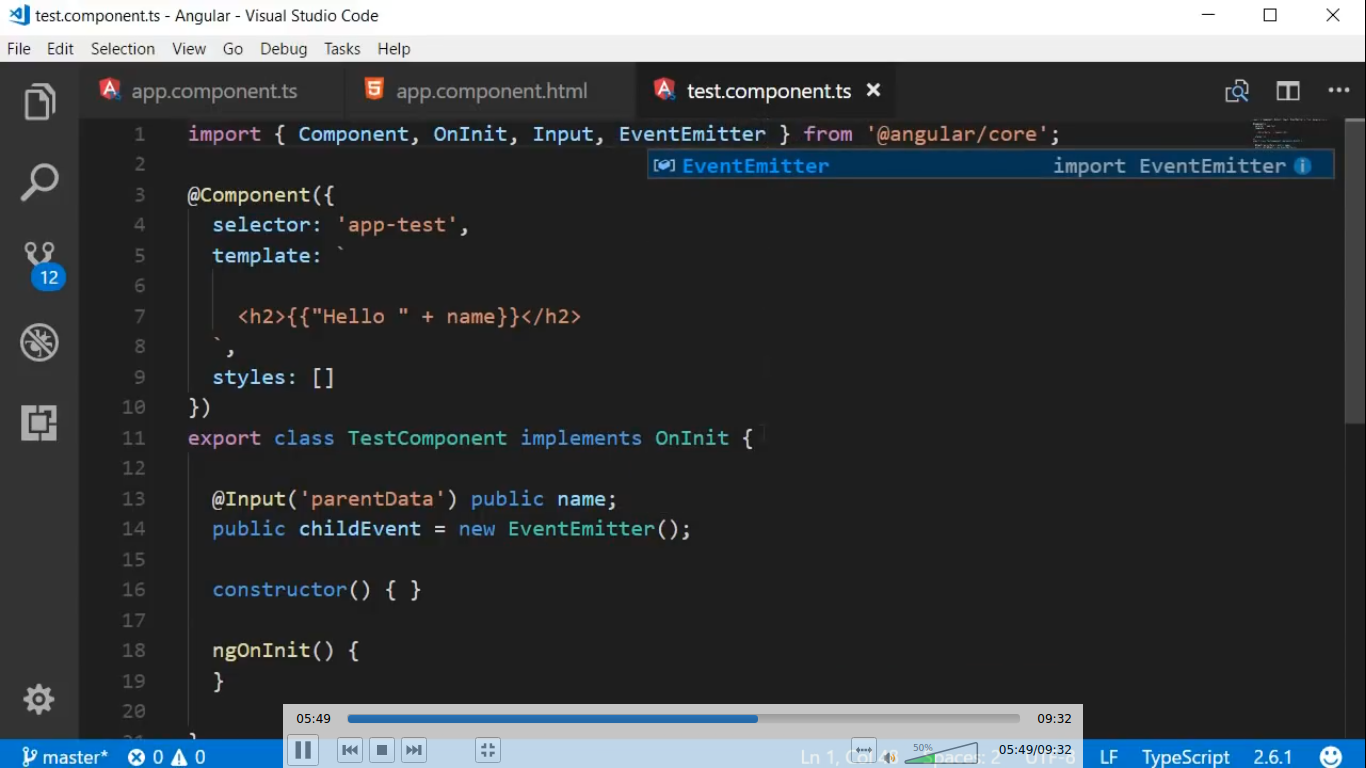 test.component.ts - Angular - Visual Studio Code
File Edit Selection View Go Debug Tasks Help
app.component.ts app.component.html test.component.ts
1 import { Component, OnInit, Input, EventEmitter } from '@angular/core';
EventEmitter import EventEmitter
2
3 @Component({
4 selector: 'app-test',
5 template: `
6
7 <h2>{{"Hello " + name}}</h2>
8 `,
9 styles: []
10 })
11 export class TestComponent implements OnInit {
12
12
13 @Input('parentData') public name;
14 public childEvent = new EventEmitter();
15
16 constructor() { }
17
18 ngOnInit() {
19 }
20
05:49 09:32
50%
05:49/09:32
master* 0 0 Ln 1, Col 48 Spaces: 2 UTF-8 LF TypeScript 2.6.1